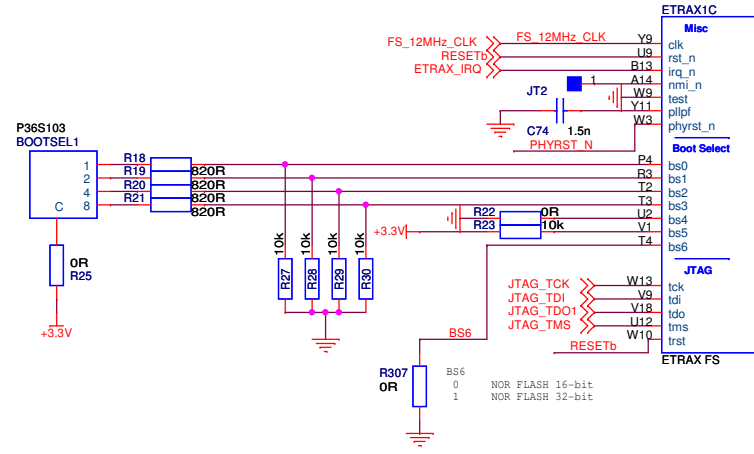 ETRAX1C
Misc
FS_12MHz_CLK
FS_12MHz_CLK
Y9
clk
RESETb
U9
rst_n
ETRAX_IRQ
B13
irq_n
1
A14
nmi_n
JT2
W9
test
Y11
pllpf
C74
1.5n
W3
phyrst_n
PHYRST_N
P36S103
BOOTSEL1
Boot Select
1
R18
P4
bs0
2
R19
820R
R3
bs1
4
R20
820R
T2
bs2
8
R21
820R
T3
bs3
820R
C
R22
0R
U2
bs4
+3.3V
R23
10k
V1
bs5
T4
bs6
10k
10k
10k
10k
R27
R28
R29
R30
0R
R25
+3.3V
JTAG
JTAG_TCK
W13
tck
JTAG_TDI
V9
tdi
JTAG_TDO1
V18
tdo
JTAG_TMS
U12
tms
W10
trst
RESETb
ETRAX FS
BS6
R307
0R
BS6
0 NOR FLASH 16-bit
1 NOR FLASH 32-bit